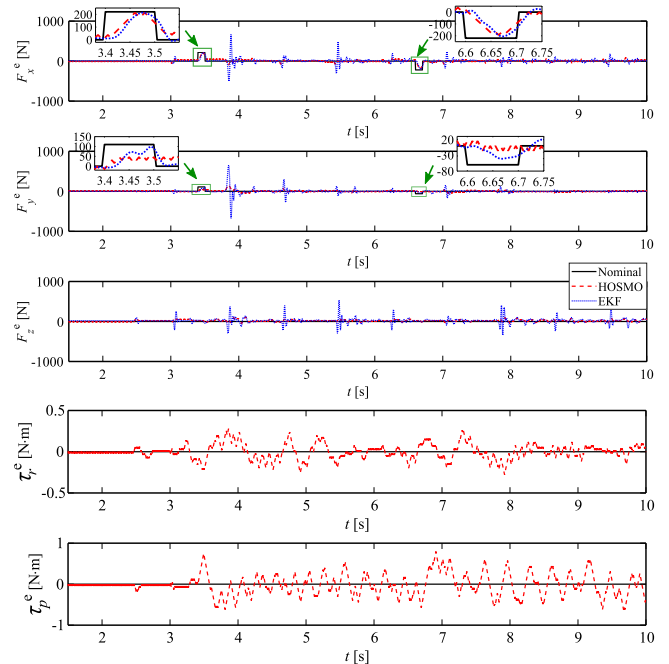 200
100
0
3.4 3.45 3.5
0
-100
-200
6.6 6.65 6.7 6.75
1000
0
-1000
F_x^e [N]
2 3 4 5 6 7 8 9 10
t [s]
150
100
50
0
3.4 3.45 3.5
20
-30
-80
6.6 6.65 6.7 6.75
1000
0
-1000
F_y^e [N]
2 3 4 5 6 7 8 9 10
t [s]
Nominal
HOSMO
EKF
1000
0
-1000
F_z^e [N]
2 3 4 5 6 7 8 9 10
t [s]
0.5
0
-0.5
τ_r^e [N·m]
2 3 4 5 6 7 8 9 10
t [s]
1
0
-1
τ_p^e [N·m]
2 3 4 5 6 7 8 9 10
t [s]